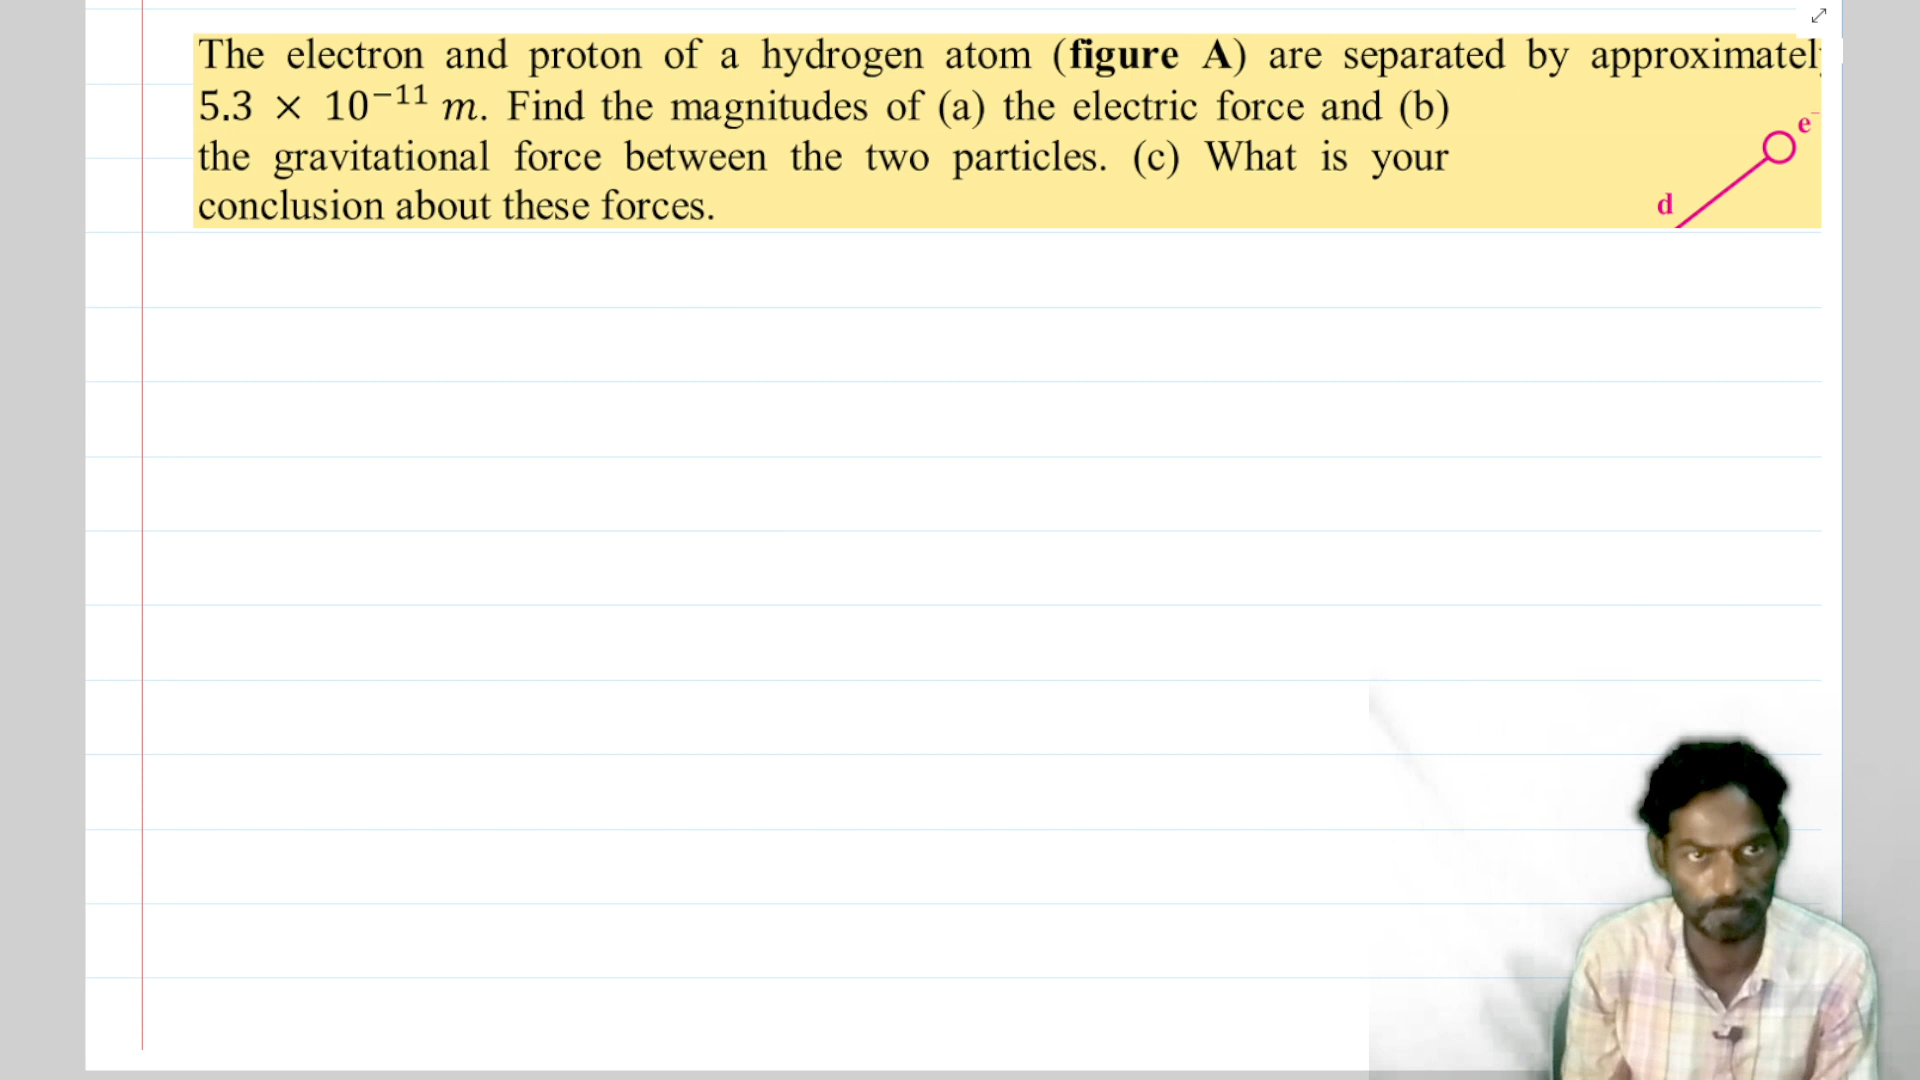 The electron and proton of a hydrogen atom (figure A) are separated by approximatel
5.3 × 10⁻¹¹ m. Find the magnitudes of (a) the electric force and (b)
the gravitational force between the two particles. (c) What is your
conclusion about these forces.
e⁻
d